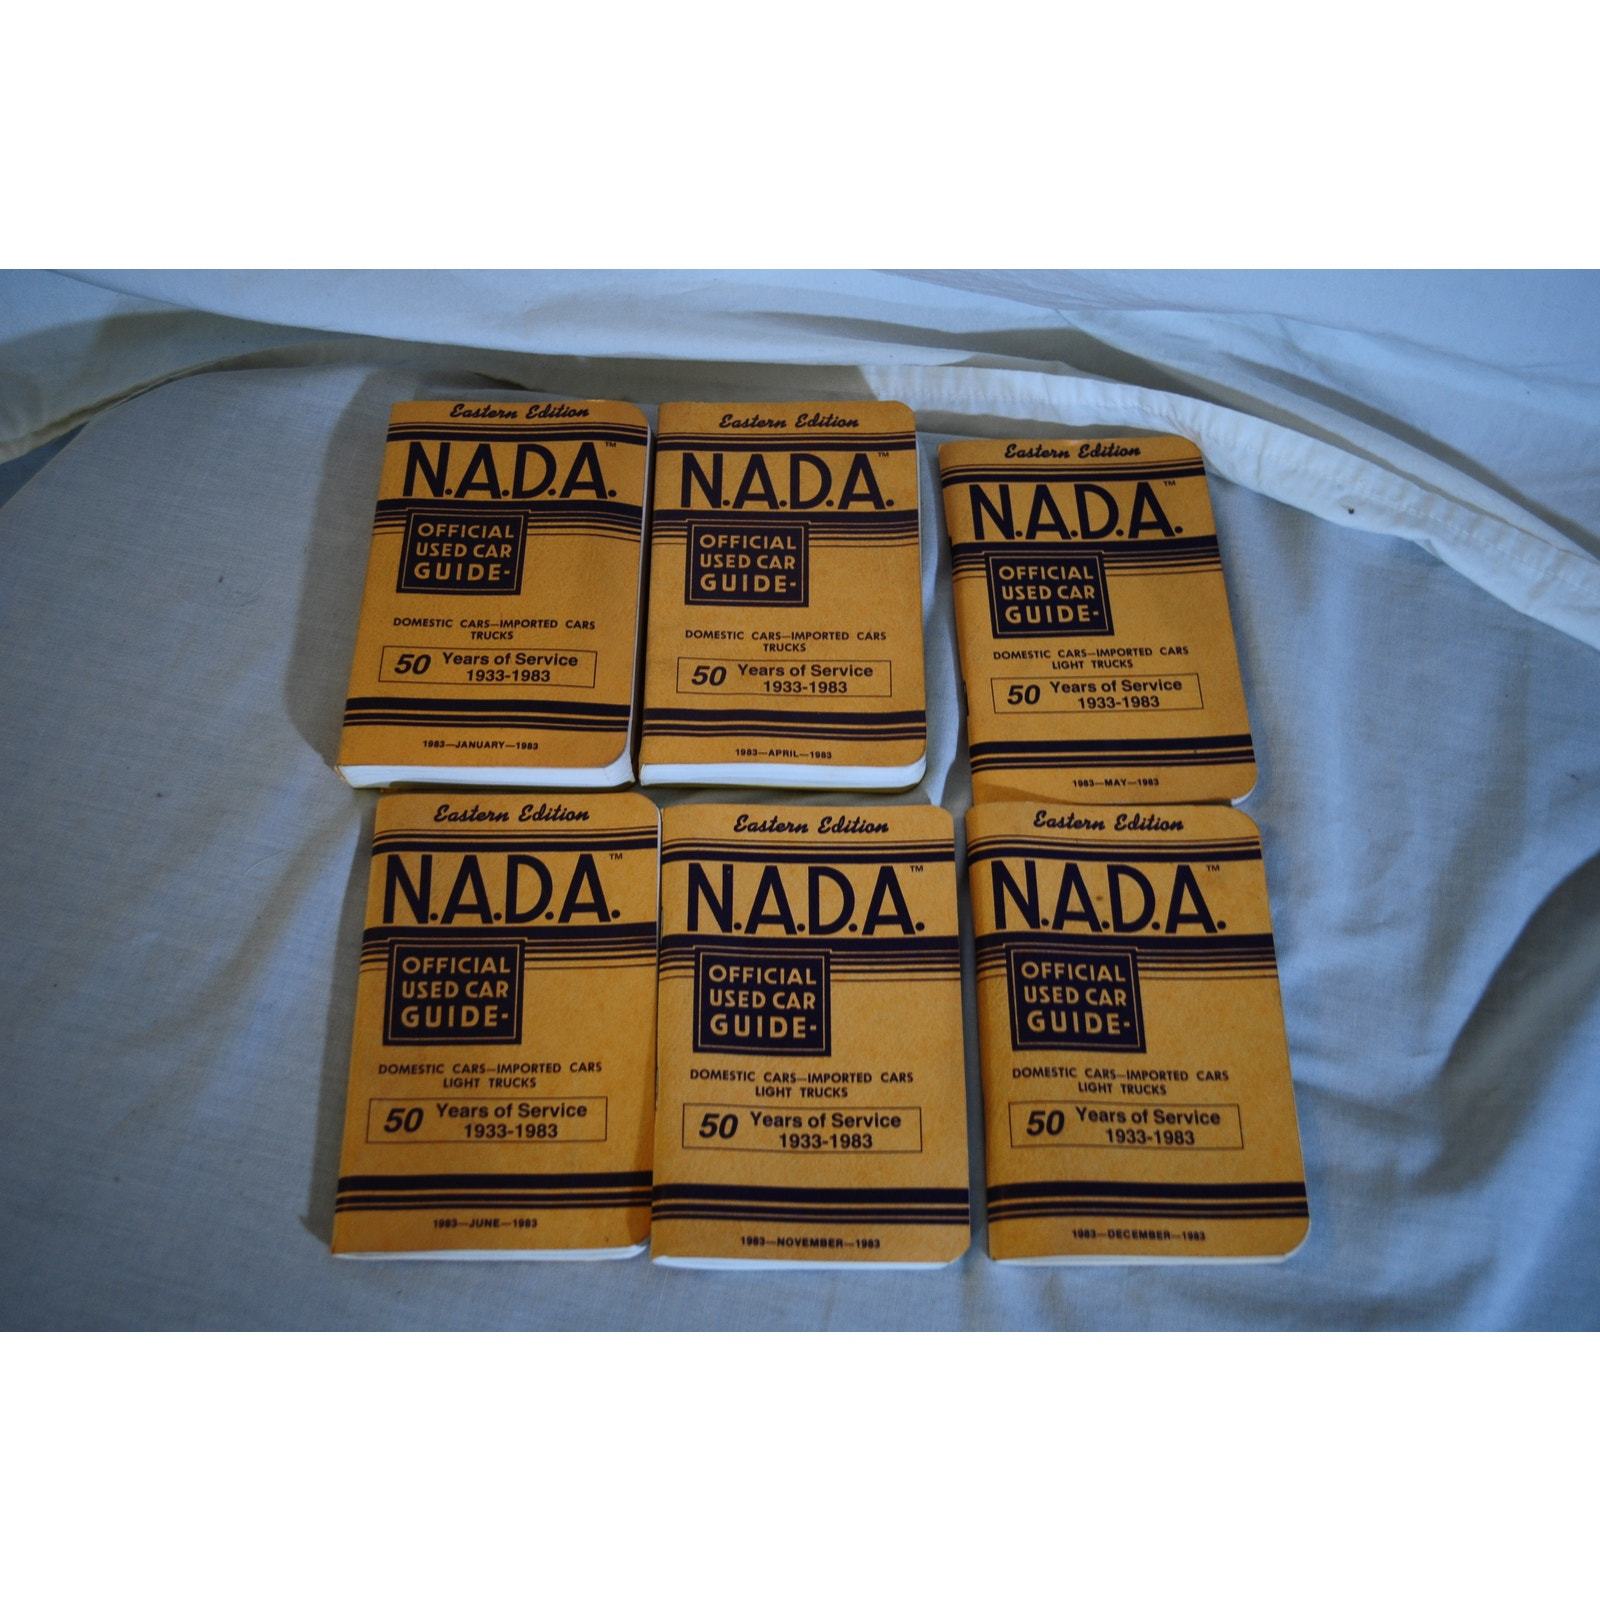 Eastern Edition
N.A.D.A.™
OFFICIAL
USED CAR
GUIDE-
DOMESTIC CARS—IMPORTED CARS
TRUCKS
50 Years of Service
1933-1983
1983—JANUARY—1983
Eastern Edition
N.A.D.A.™
OFFICIAL
USED CAR
GUIDE-
DOMESTIC CARS—IMPORTED CARS
TRUCKS
50 Years of Service
1933-1983
1983—APRIL—1983
Eastern Edition
N.A.D.A.™
OFFICIAL
USED CAR
GUIDE-
DOMESTIC CARS—IMPORTED CARS
LIGHT TRUCKS
50 Years of Service
1933-1983
1983—MAY—1983
Eastern Edition
N.A.D.A.™
OFFICIAL
USED CAR
GUIDE-
DOMESTIC CARS—IMPORTED CARS
LIGHT TRUCKS
50 Years of Service
1933-1983
1983—JUNE—1983
Eastern Edition
N.A.D.A.™
OFFICIAL
USED CAR
GUIDE-
DOMESTIC CARS—IMPORTED CARS
LIGHT TRUCKS
50 Years of Service
1933-1983
1983—NOVEMBER—1983
Eastern Edition
N.A.D.A.™
OFFICIAL
USED CAR
GUIDE-
DOMESTIC CARS—IMPORTED CARS
LIGHT TRUCKS
50 Years of Service
1933-1983
1983—DECEMBER—1983